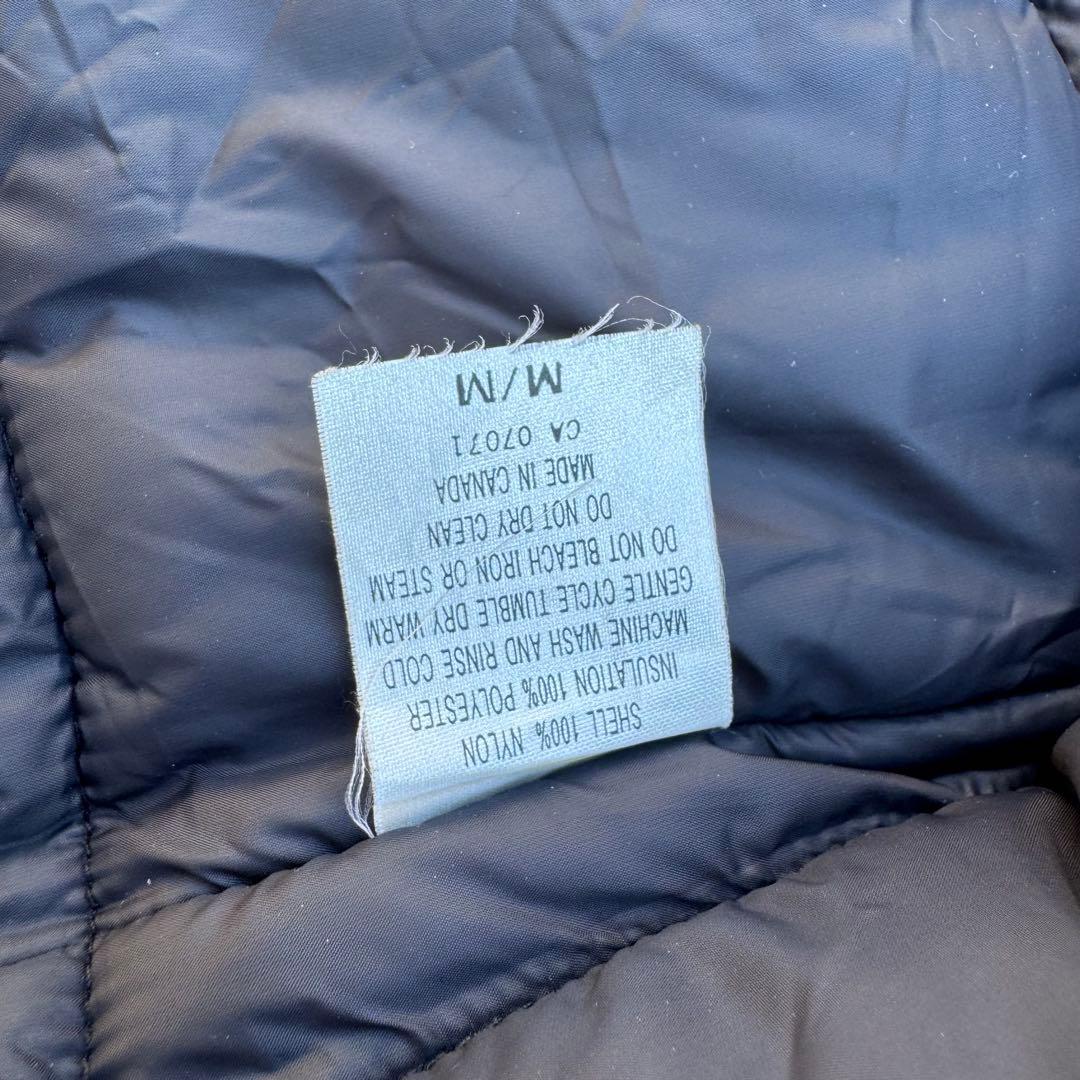 SHELL 100% NYLON
INSULATION 100% POLYESTER
MACHINE WASH AND RINSE COLD
GENTLE CYCLE TUMBLE DRY WARM
DO NOT BLEACH IRON OR STEAM
DO NOT DRY CLEAN
MADE IN CANADA
CA 07071
M/M